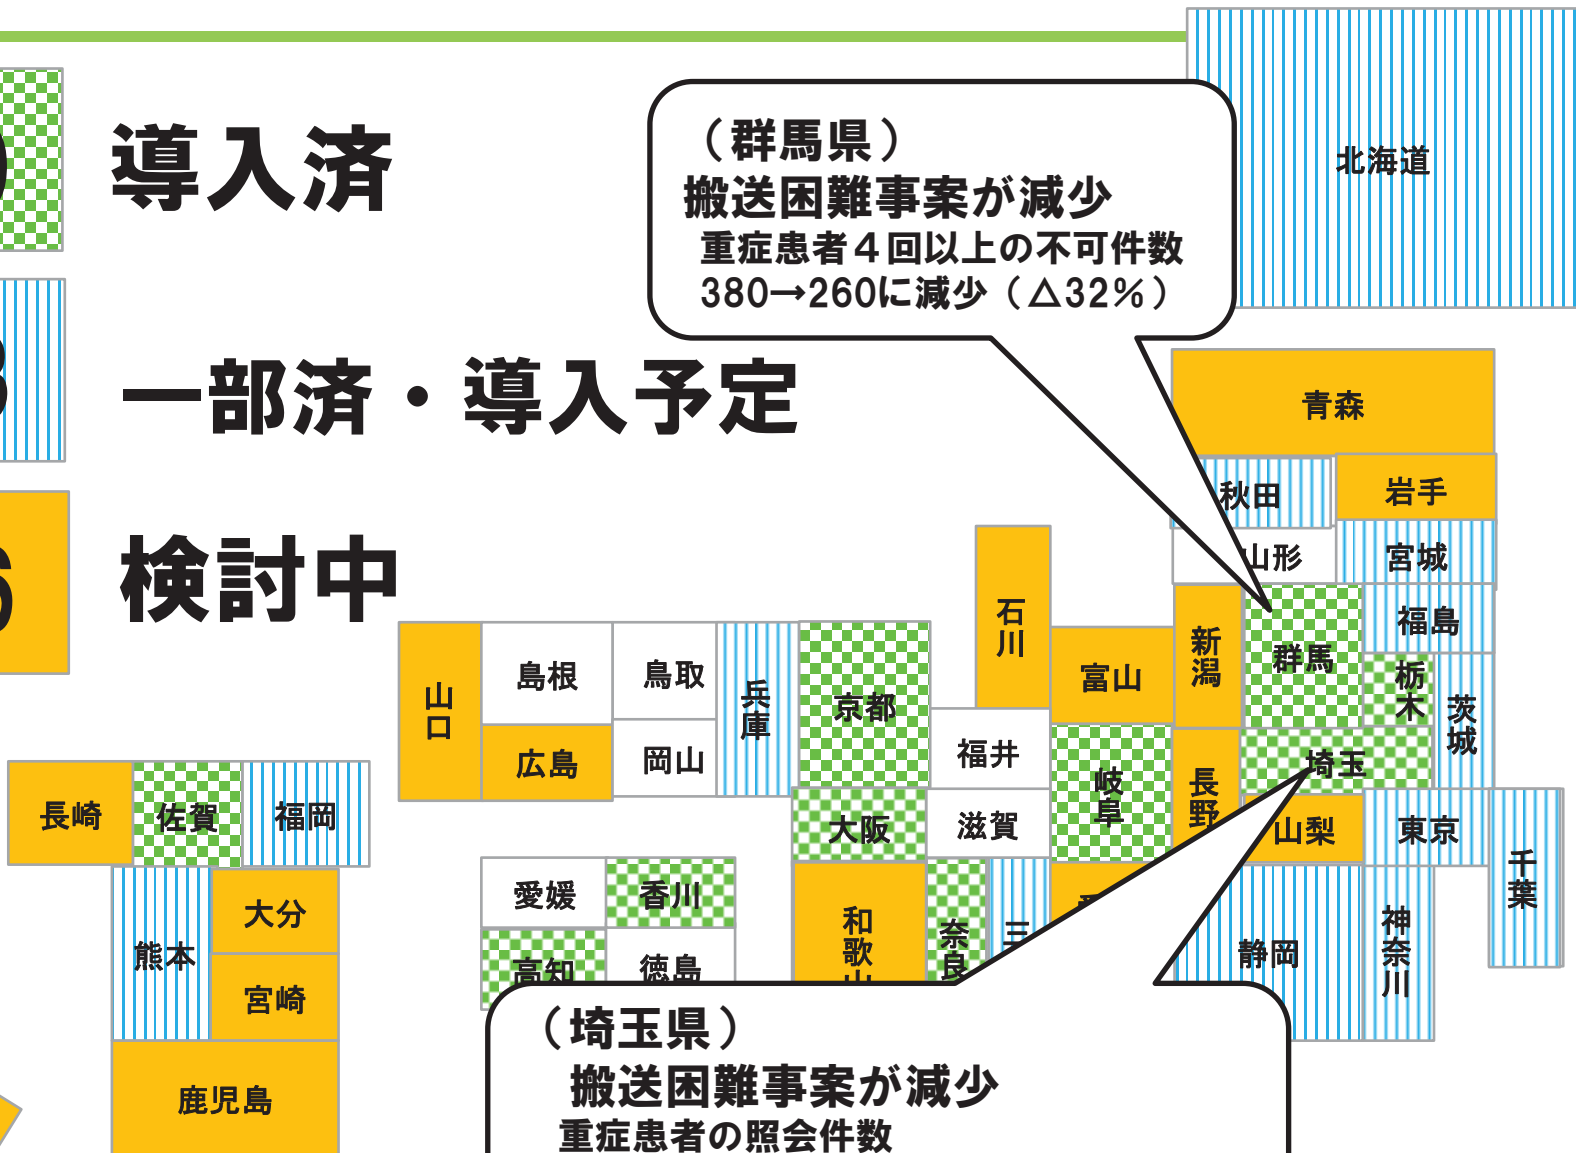 導入済
一部済・導入予定
検討中
（群馬県）
搬送困難事案が減少
重症患者４回以上の不可件数
380→260に減少（△32％）
北海道
青森
秋田
岩手
山形
宮城
石川
新潟
群馬
福島
富山
栃木
茨城
山口
島根
鳥取
兵庫
京都
広島
岡山
福井
岐阜
長野
埼玉
長崎
佐賀
福岡
大阪
滋賀
山梨
東京
千葉
愛媛
香川
和歌山
奈良
三
静岡
神奈川
熊本
大分
高知
徳島
宮崎
鹿児島
（埼玉県）
搬送困難事案が減少
重症患者の照会件数